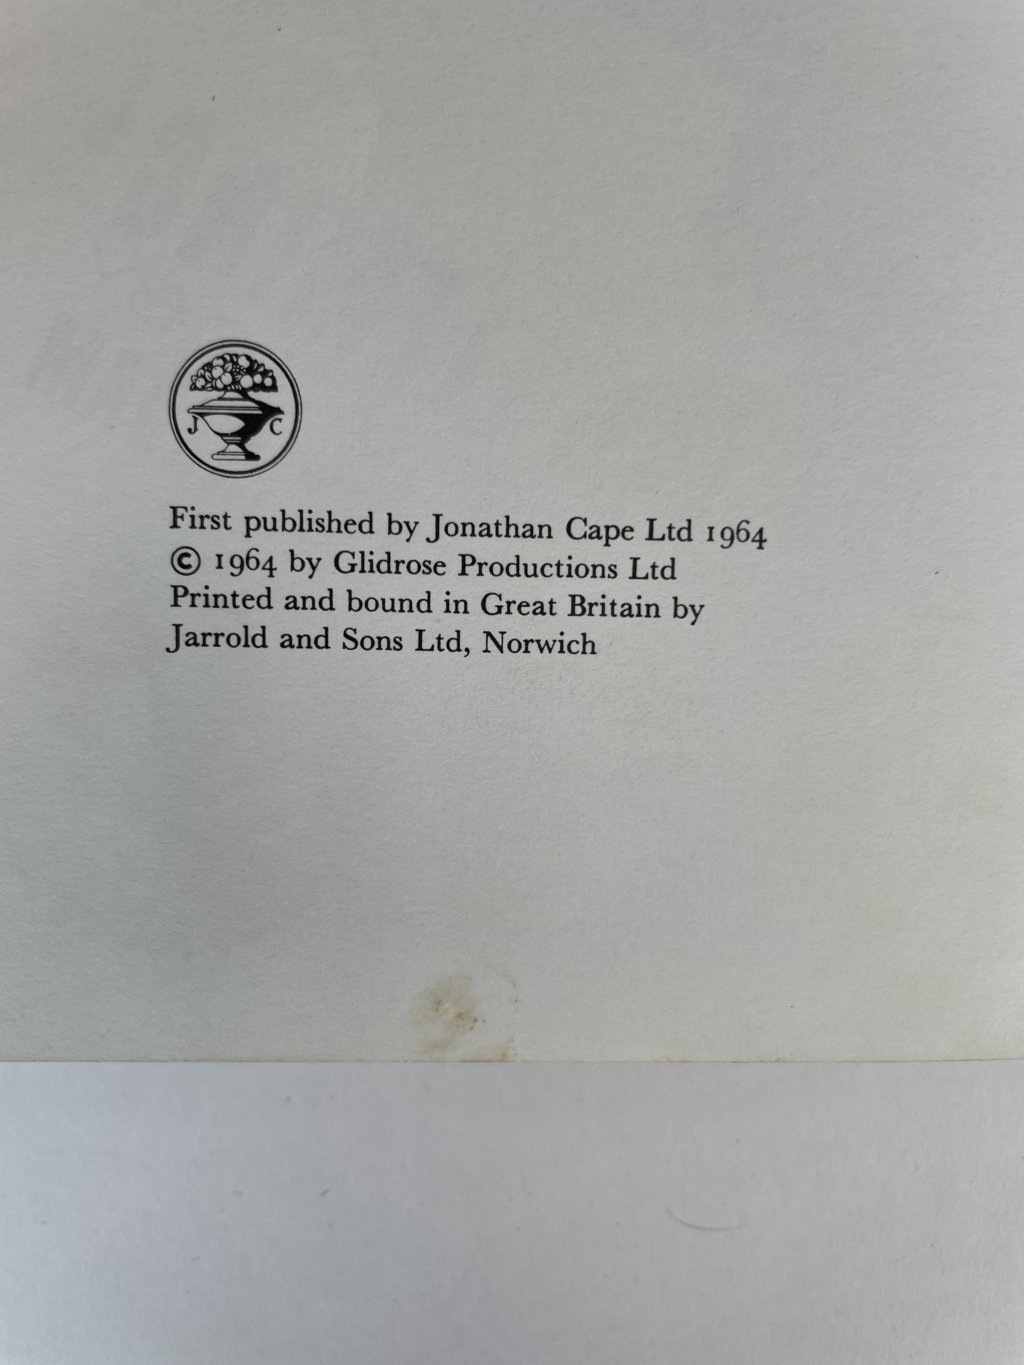 J C
First published by Jonathan Cape Ltd 1964
© 1964 by Glidrose Productions Ltd
Printed and bound in Great Britain by
Jarrold and Sons Ltd, Norwich